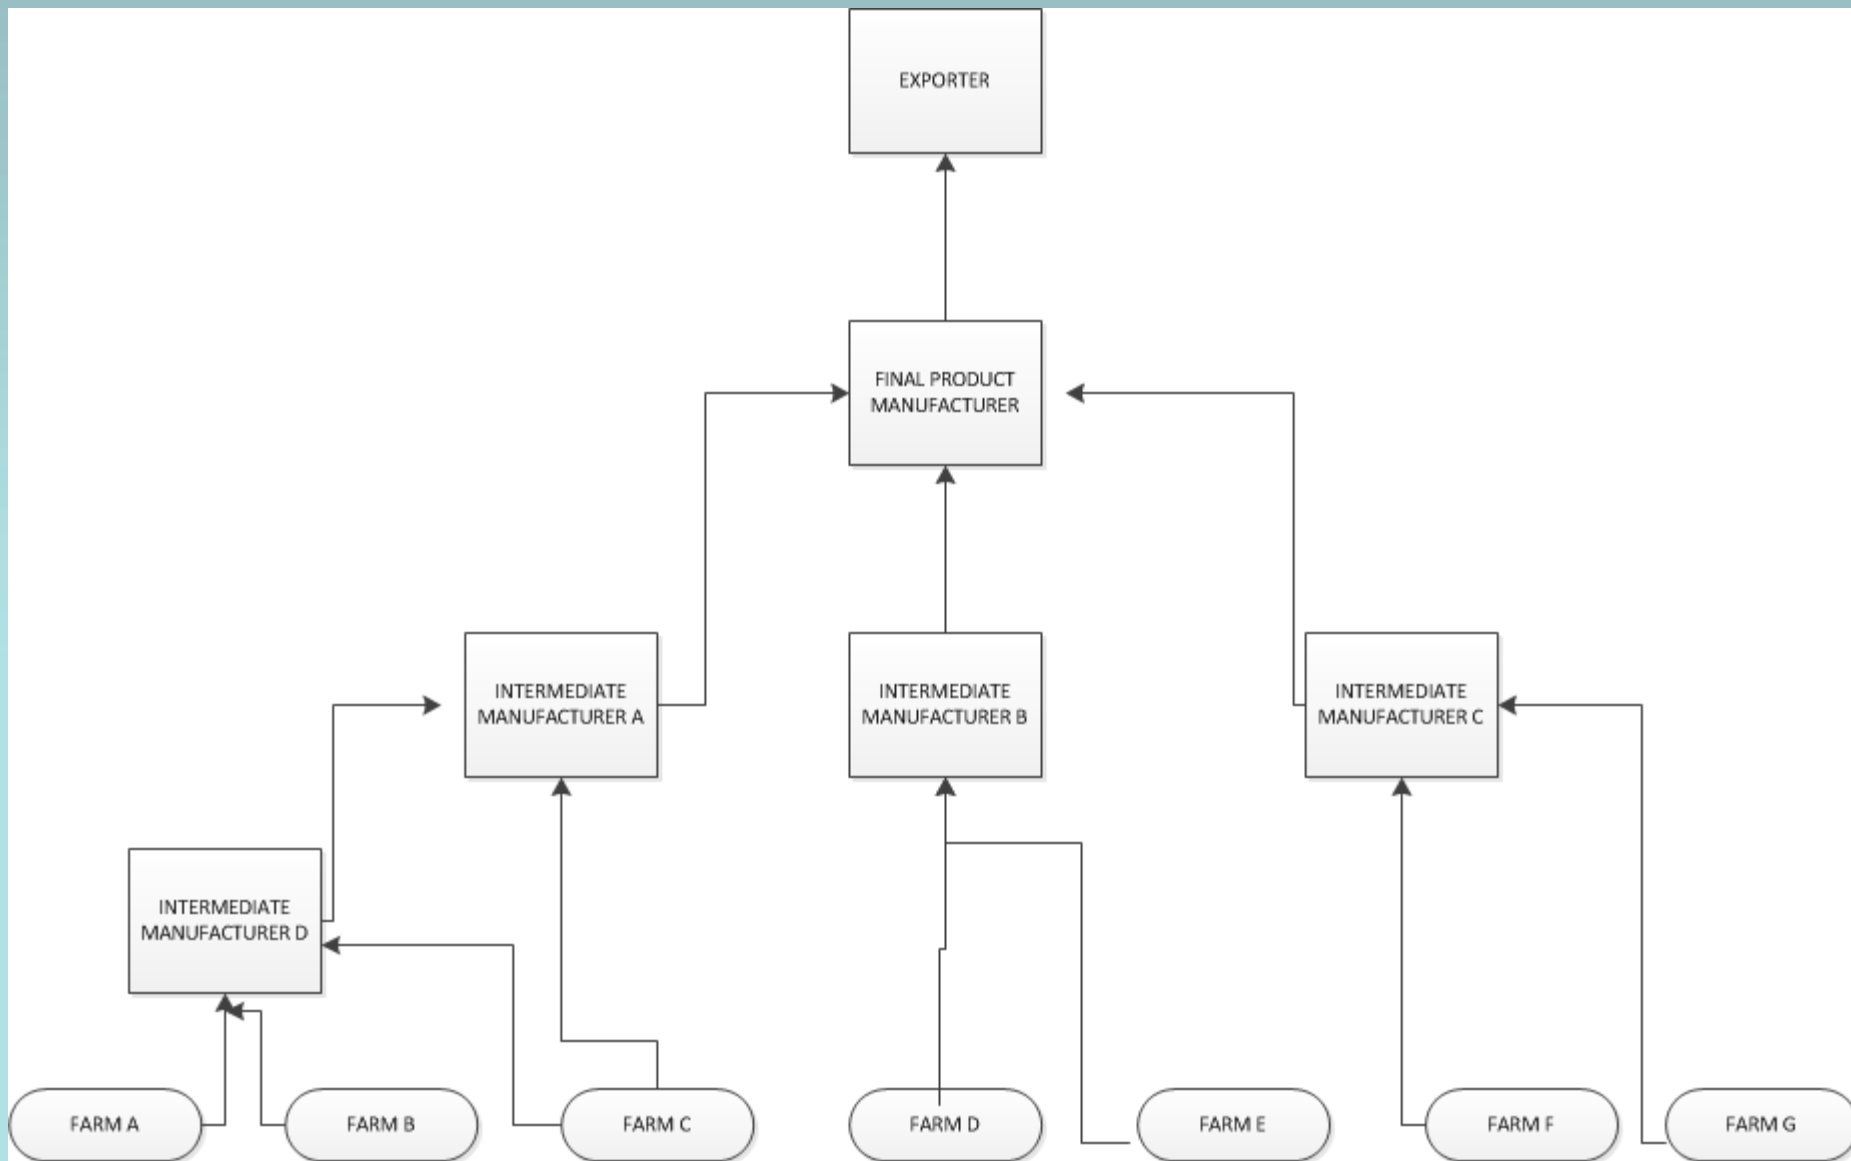 EXPORTER
FINAL PRODUCT
MANUFACTURER
INTERMEDIATE
MANUFACTURER A
INTERMEDIATE
MANUFACTURER B
INTERMEDIATE
MANUFACTURER C
INTERMEDIATE
MANUFACTURER D
FARM A
FARM B
FARM C
FARM D
FARM E
FARM F
FARM G